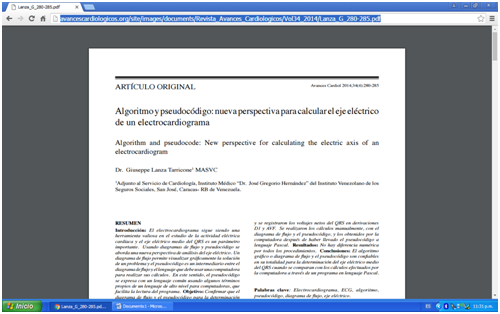 Lanza_G_280-285.pdf
avancescardiologicos.org/site/images/documents/Revista_Avances_Cardiologicos/Vol34_2014/Lanza_G_280-285.pdf
ARTÍCULO ORIGINAL
Avances Cardiol 2014;34(4):280-285
Algoritmo y pseudocódigo: nueva perspectiva para calcular el eje eléctrico
de un electrocardiograma
Algorithm and pseudocode: New perspective for calculating the electric axis of an
electrocardiogram
Dr. Giuseppe Lanza Tarricone¹ MASVC
¹Adjunto al Servicio de Cardiología, Instituto Médico “Dr. José Gregorio Hernández” del Instituto Venezolano de los
Seguros Sociales, San José, Caracas- RB de Venezuela.
RESUMEN
Introducción: El electrocardiograma sigue siendo una
herramienta valiosa en el estudio de la actividad eléctrica
cardíaca y el eje eléctrico medio del QRS es un parámetro
importante. Usando diagramas de flujo y pseudocódigo se
aborda una nueva perspectiva de análisis del eje eléctrico. Un
diagrama de flujo permite visualizar gráficamente la solución
de un problema y el pseudocódigo es un intermediario entre el
diagrama de flujo y el lenguaje que debe usar una computadora
para realizar sus cálculos. En este sentido, el pseudocódigo
se expresa con un lenguaje común usando algunos términos
propios de un lenguaje de alto nivel para computadoras, que
facilita la lectura del programa. Objetivo: Confirmar que el
diagrama de flujo y el pseudocódigo para la determinación
y se registraron los voltajes netos del QRS en derivaciones
DI y AVF. Se realizaron los cálculos manualmente, con el
diagrama de flujo y el pseudocódigo, y los obtenidos por la
computadora después de haber llevado el pseudocódigo a
lenguaje Pascal. Resultados: No hay diferencia numérica
por todos los procedimientos. Conclusiones: El algoritmo
gráfico o diagrama de flujo y el pseudocódigo son confiables
en su totalidad para la determinación del eje eléctrico medio
del QRS cuando se comparan con los cálculos efectuados por
la computadora a través de un programa en lenguaje Pascal.
Palabras clave: Electrocardiograma, ECG, algoritmo,
pseudocódigo, diagrama de flujo, eje eléctrico.
Inicio
Lanza_G_280-285.pdf -
Documento1 - Micros...
ES
11:51 p.m.